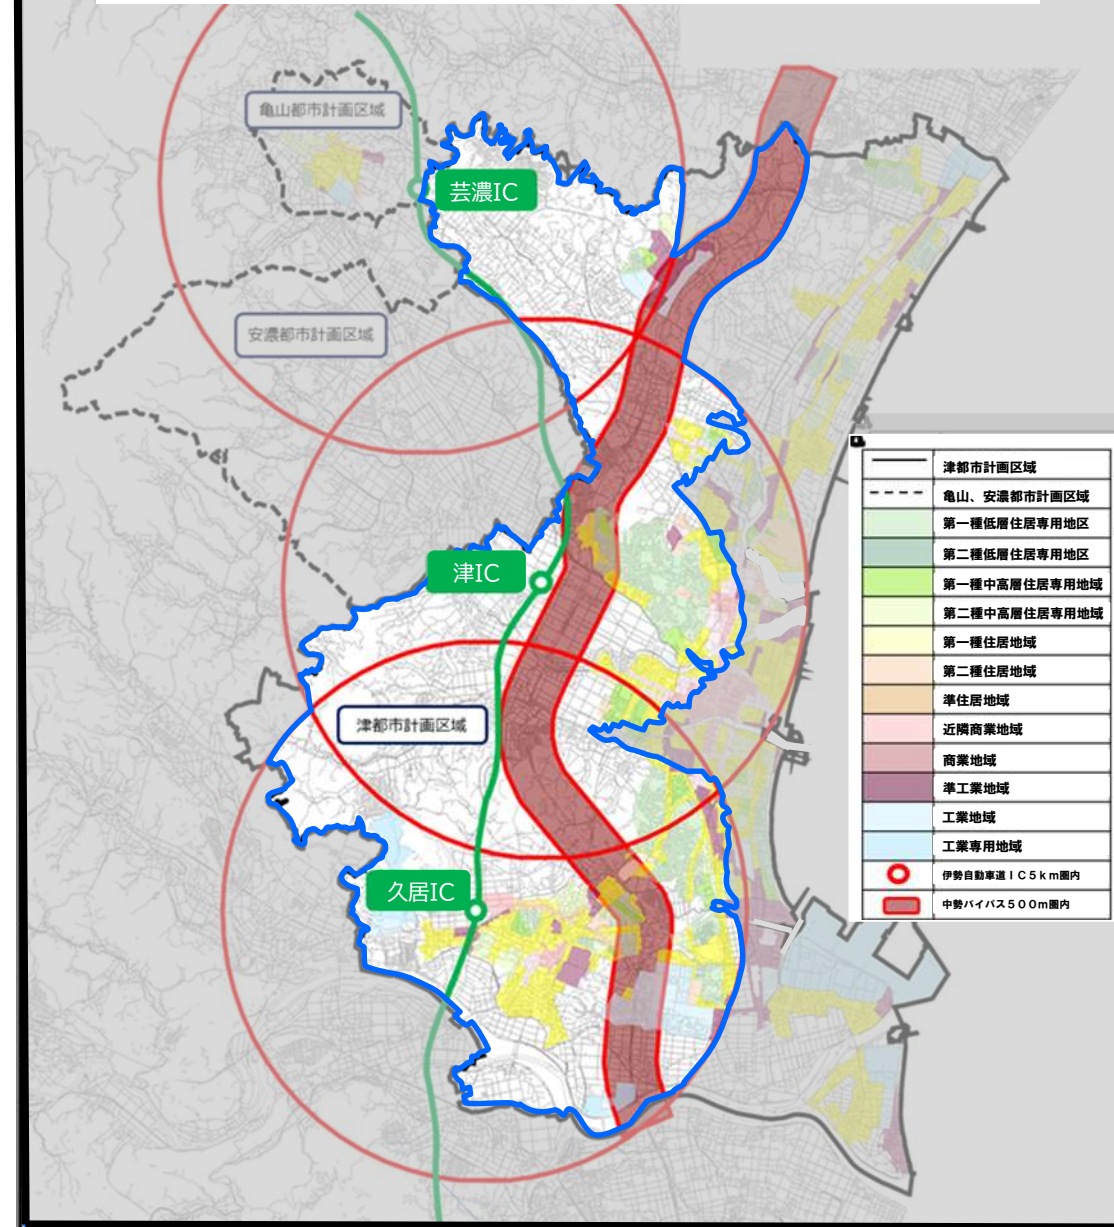 亀山都市計画区域
芸濃IC
安濃都市計画区域
津IC
津都市計画区域
久居IC
津都市計画区域
亀山、安濃都市計画区域
第一種低層住居専用地区
第二種低層住居専用地区
第一種中高層住居専用地域
第二種中高層住居専用地域
第一種住居地域
第二種住居地域
準住居地域
近隣商業地域
商業地域
準工業地域
工業地域
工業専用地域
伊勢自動車道IC5km圏内
中勢バイパス500m圏内